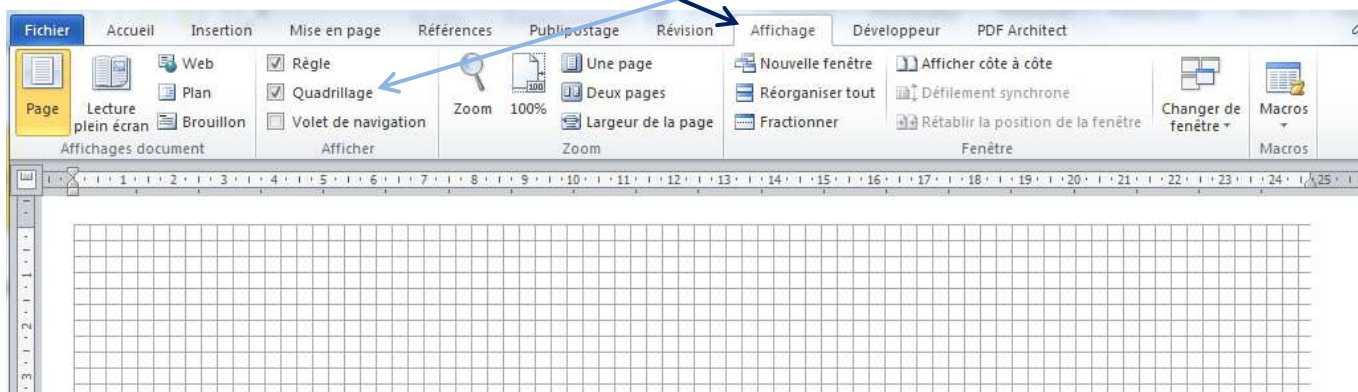 Fichier Accueil Insertion Mise en page Références Publipostage Révision Affichage Développeur PDF Architect
Page
Lecture plein écran
Web
Plan
Brouillon
Affichages document
Règle
Quadrillage
Volet de navigation
Afficher
Zoom
100%
Une page
Deux pages
Largeur de la page
Zoom
Nouvelle fenêtre
Réorganiser tout
Fractionner
Afficher côte à côte
Défilement synchrone
Rétablir la position de la fenêtre
Changer de fenêtre
Fenêtre
Macros
Macros
1 2 3 4 5 6 7 8 9 10 11 12 13 14 15 16 17 18 19 20 21 22 23 24 25
1
2
3